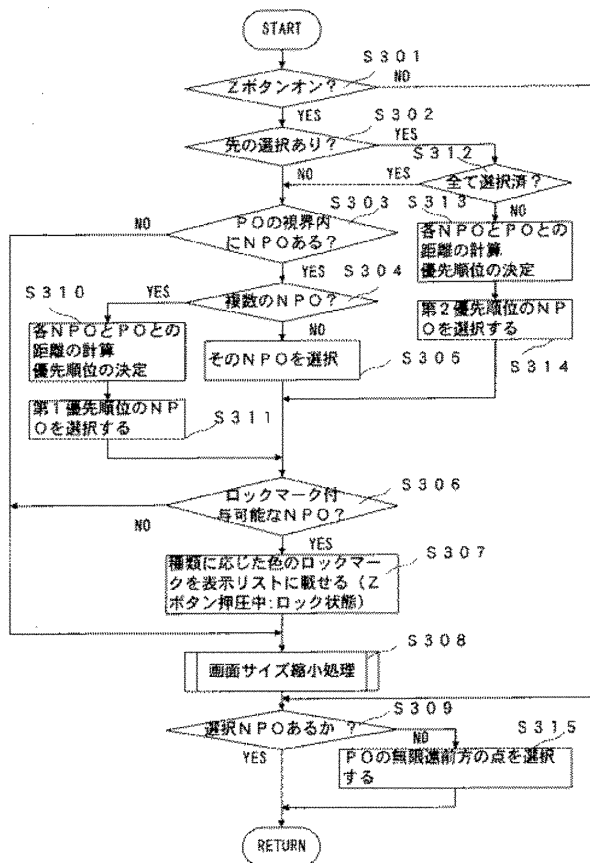 START
S301
Zボタンオン?
NO
YES
S302
先の選択あり?
YES
S312
YES
全て選択済?
NO
S303
NO
S313
NO
POの視界内
にNPOある?
各NPOとPOとの
距離の計算
優先順位の決定
YES
S304
S310
YES
複数のNPO?
各NPOとPOとの
距離の計算
優先順位の決定
NO
そのNPOを選択
S305
第2優先順位のNP
Oを選択する
S314
第1優先順位のNP
Oを選択する
S311
S306
ロックマーク付
与可能なNPO?
NO
YES
S307
種類に応じた色のロックマー
クを表示リストに載せる(Z
ボタン押圧中:ロック状態)
S308
画面サイズ縮小処理
S309
選択NPOあるか ?
NO
S315
YES
POの無限遠前方の点を選択
する
RETURN